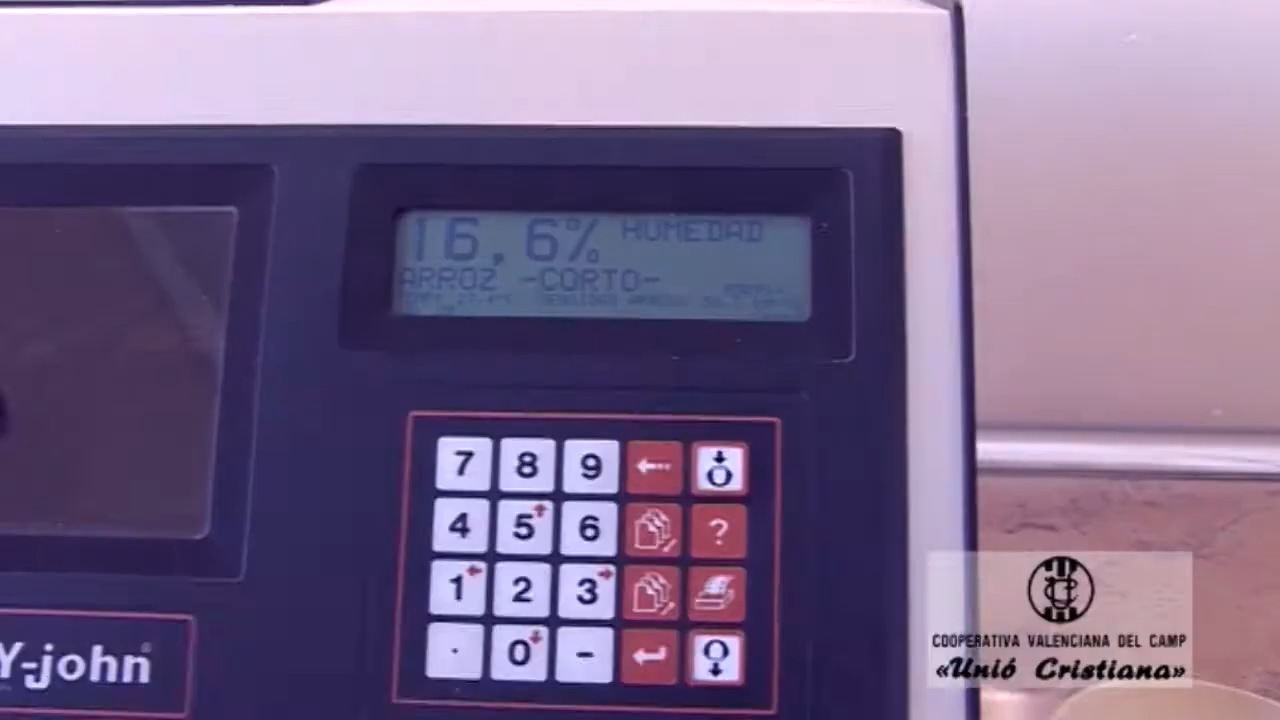 16,6% HUMEDAD
ARROZ -CORTO-
7 8 9
4 5 6 ?
1 2 3
. 0 -
Y-john
COOPERATIVA VALENCIANA DEL CAMP
«Unió Cristiana»